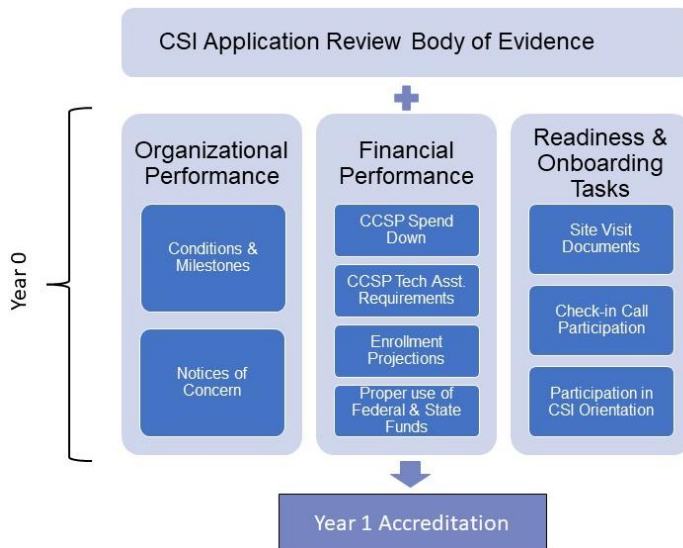 CSI Application Review Body of Evidence
Year 0
Organizational
Performance
Conditions &
Milestones
Notices of
Concern
Financial
Performance
CCSP Spend
Down
CCSP Tech Asst.
Requirements
Enrollment
Projections
Proper use of
Federal & State
Funds
Readiness &
Onboarding
Tasks
Site Visit
Documents
Check-in Call
Participation
Participation in
CSI Orientation
Year 1 Accreditation